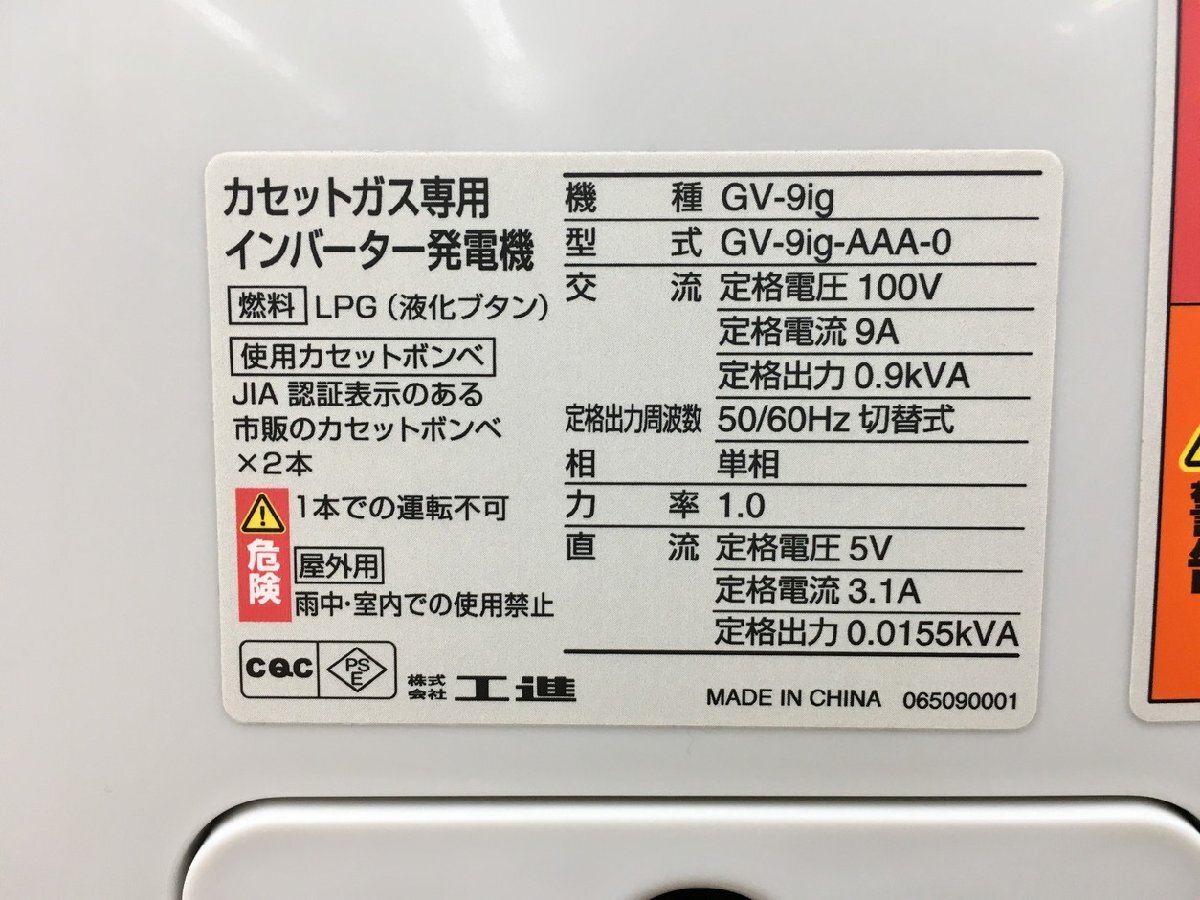 カセットガス専用
インバーター発電機
燃料 LPG（液化ブタン）
使用カセットボンベ
JIA 認証表示のある
市販のカセットボンベ
×2本
危険
1本での運転不可
屋外用
雨中・室内での使用禁止
CQC PSE 株式会社 工進
機種 GV-9ig
型式 GV-9ig-AAA-0
交流 定格電圧 100V
定格電流 9A
定格出力 0.9kVA
定格出力周波数 50/60Hz 切替式
相 単相
力率 1.0
直流 定格電圧 5V
定格電流 3.1A
定格出力 0.0155kVA
MADE IN CHINA 065090001